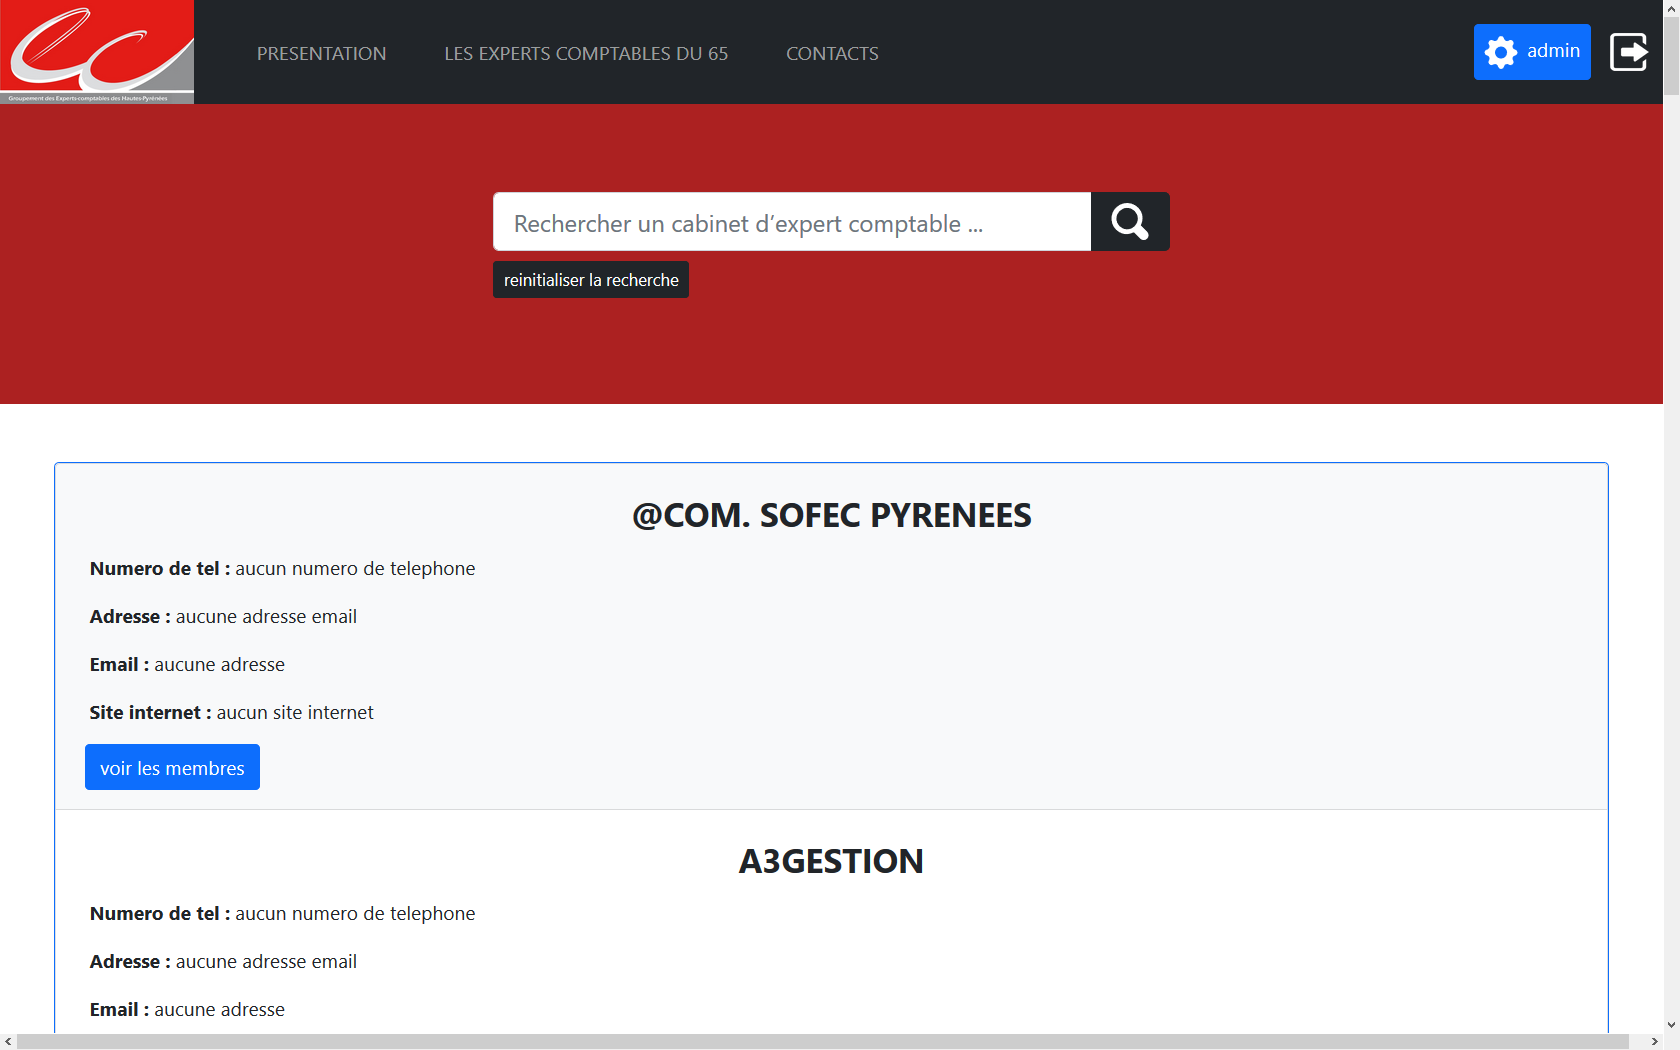 Groupement des Experts-comptables des Hautes Pyrénées
PRESENTATION
LES EXPERTS COMPTABLES DU 65
CONTACTS
admin
Rechercher un cabinet d'expert comptable ...
reinitialiser la recherche
@COM. SOFEC PYRENEES
Numero de tel : aucun numero de telephone
Adresse : aucune adresse email
Email : aucune adresse
Site internet : aucun site internet
voir les membres
A3GESTION
Numero de tel : aucun numero de telephone
Adresse : aucune adresse email
Email : aucune adresse